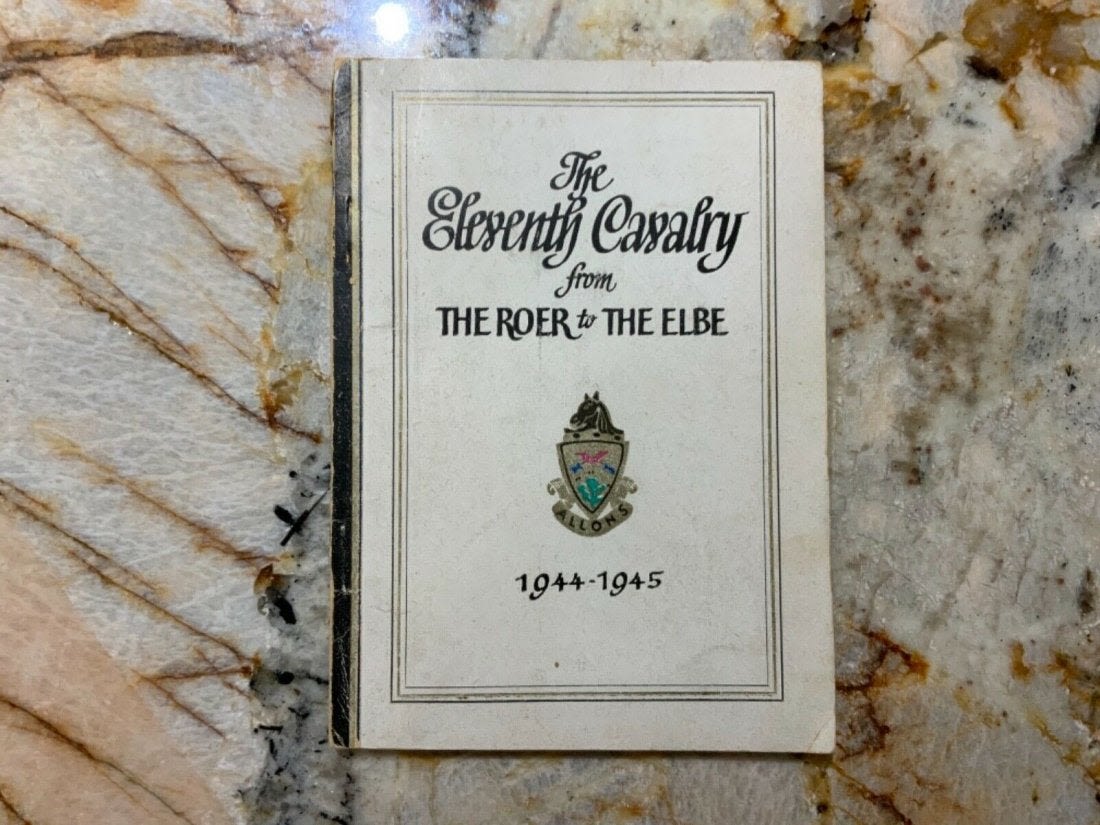 The
Eleventh Cavalry
from
THE ROER to THE ELBE
ALLONS
1944-1945